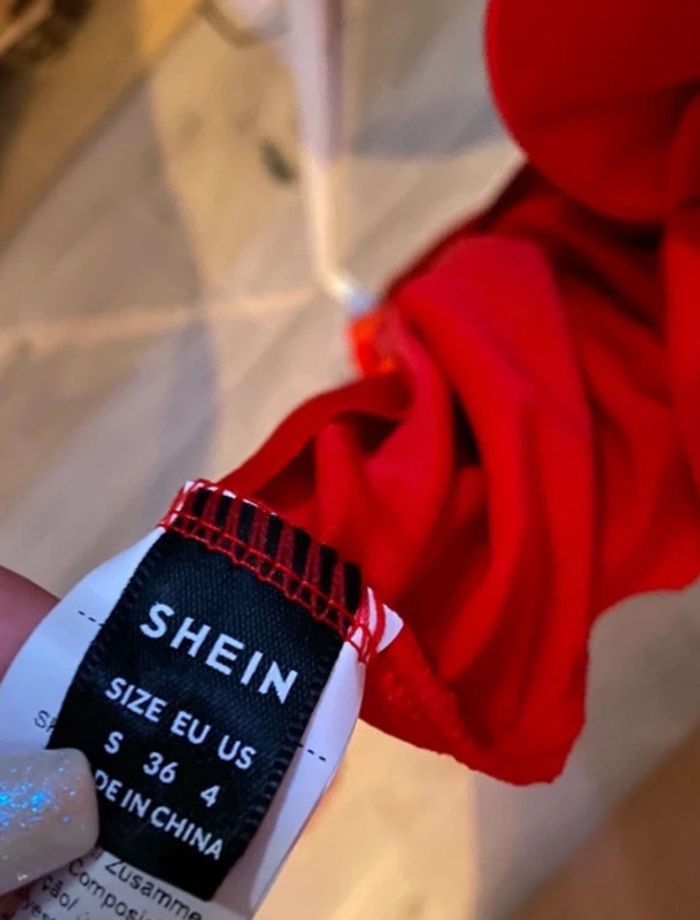 SHEIN
SIZE EU US
S 36 4
DE IN CHINA
Zusamme
Composi